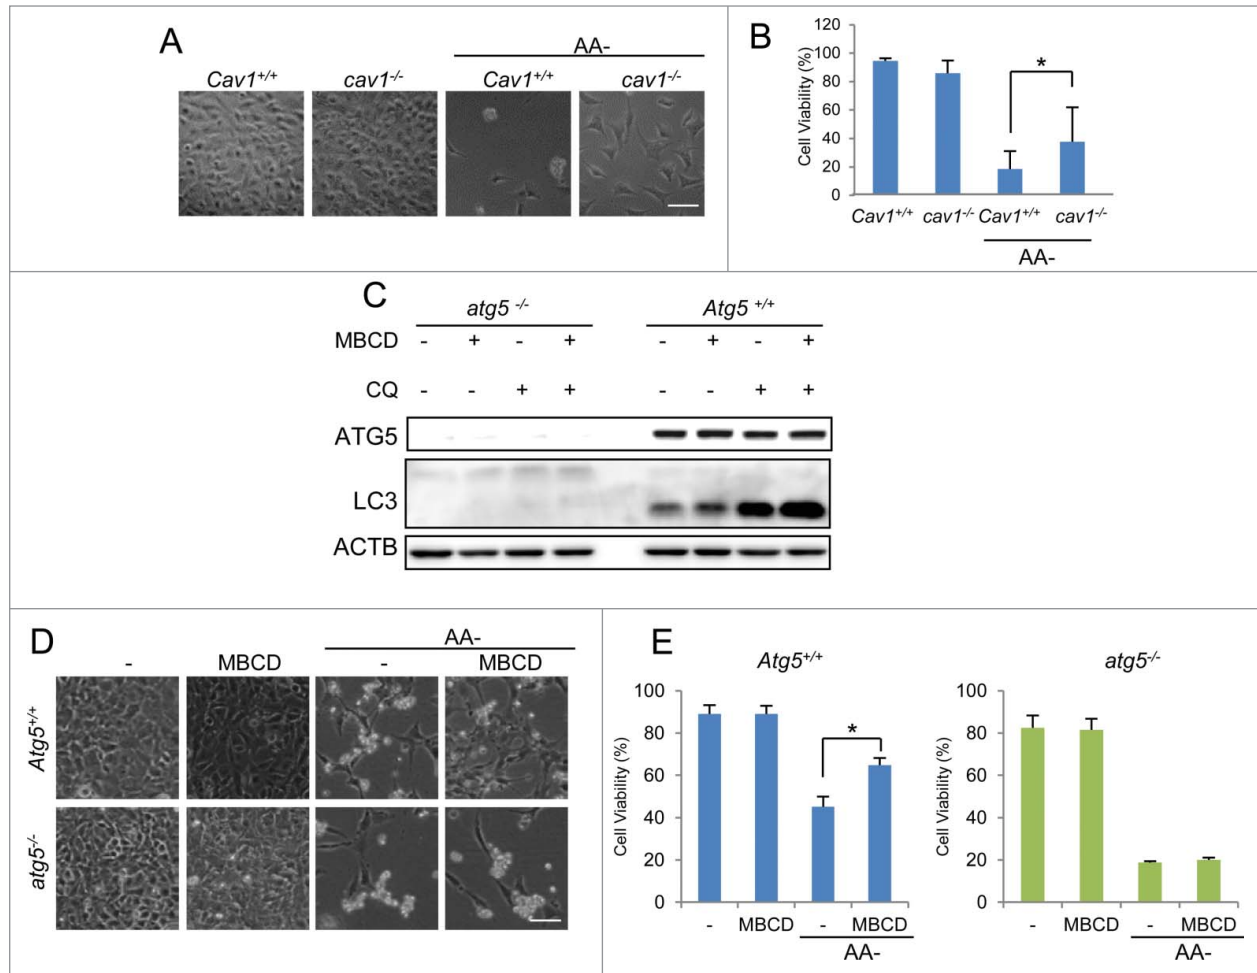 A
AA-
Cav1+/+ cav1-/- Cav1+/+ cav1-/-
B
Cell Viability (%)
120
100
80
60
40
20
0
*
Cav1+/+ cav1-/- Cav1+/+ cav1-/-
AA-
C
atg5 -/- Atg5 +/+
MBCD - + - + - + - +
CQ - - + + - - + +
ATG5
LC3
ACTB
D
AA-
- MBCD - MBCD
Atg5+/+
atg5-/-
E
Atg5+/+
Cell Viability (%)
100
80
60
40
20
0
*
- MBCD - MBCD
AA-
atg5-/-
Cell Viability (%)
100
80
60
40
20
0
- MBCD - MBCD
AA-